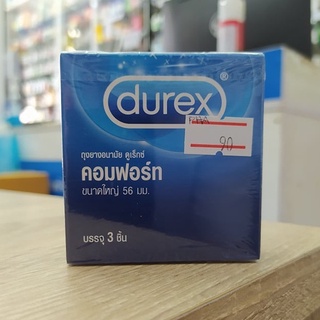 durex®
90
ถุงยางอนามัย ดูเร็กซ์
คอมฟอร์ท
ขนาดใหญ่ 56 มม.
บรรจุ 3 ชิ้น